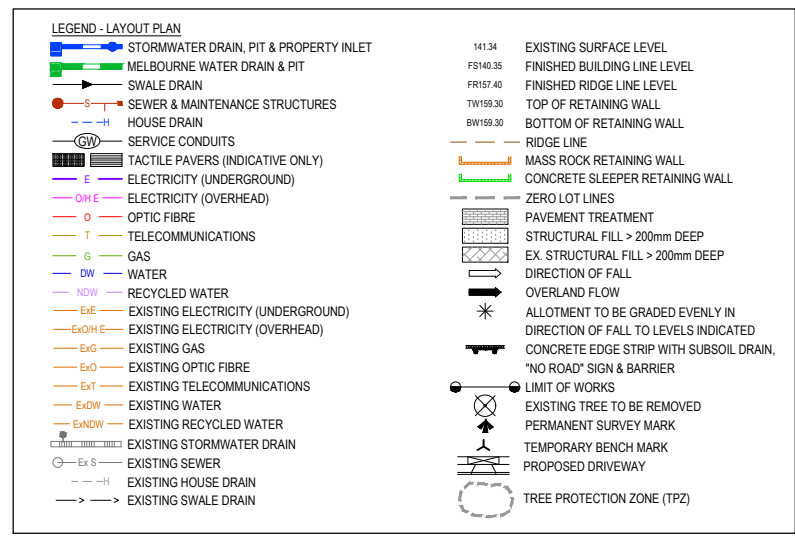 LEGEND - LAYOUT PLAN
STORMWATER DRAIN, PIT & PROPERTY INLET
MELBOURNE WATER DRAIN & PIT
SWALE DRAIN
S SEWER & MAINTENANCE STRUCTURES
H HOUSE DRAIN
GW SERVICE CONDUITS
TACTILE PAVERS (INDICATIVE ONLY)
E ELECTRICITY (UNDERGROUND)
O/H E ELECTRICITY (OVERHEAD)
O OPTIC FIBRE
T TELECOMMUNICATIONS
G GAS
DW WATER
NDW RECYCLED WATER
ExE EXISTING ELECTRICITY (UNDERGROUND)
ExO/H E EXISTING ELECTRICITY (OVERHEAD)
ExG EXISTING GAS
ExO EXISTING OPTIC FIBRE
ExT EXISTING TELECOMMUNICATIONS
ExDW EXISTING WATER
ExNDW EXISTING RECYCLED WATER
EXISTING STORMWATER DRAIN
Ex S EXISTING SEWER
H EXISTING HOUSE DRAIN
EXISTING SWALE DRAIN
141.34 EXISTING SURFACE LEVEL
FS140.35 FINISHED BUILDING LINE LEVEL
FR157.40 FINISHED RIDGE LINE LEVEL
TW159.30 TOP OF RETAINING WALL
BW159.30 BOTTOM OF RETAINING WALL
RIDGE LINE
MASS ROCK RETAINING WALL
CONCRETE SLEEPER RETAINING WALL
ZERO LOT LINES
PAVEMENT TREATMENT
STRUCTURAL FILL > 200mm DEEP
EX. STRUCTURAL FILL > 200mm DEEP
DIRECTION OF FALL
OVERLAND FLOW
ALLOTMENT TO BE GRADED EVENLY IN
DIRECTION OF FALL TO LEVELS INDICATED
CONCRETE EDGE STRIP WITH SUBSOIL DRAIN,
"NO ROAD" SIGN & BARRIER
LIMIT OF WORKS
EXISTING TREE TO BE REMOVED
PERMANENT SURVEY MARK
TEMPORARY BENCH MARK
PROPOSED DRIVEWAY
TREE PROTECTION ZONE (TPZ)